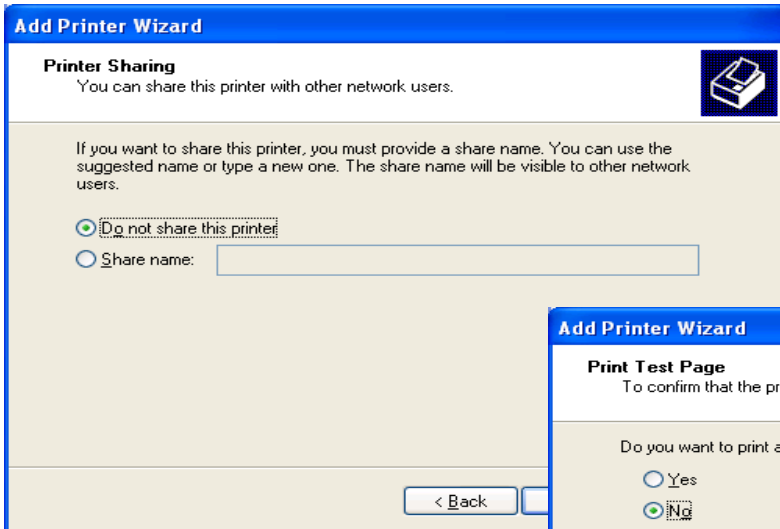 Add Printer Wizard
Printer Sharing
You can share this printer with other network users.
If you want to share this printer, you must provide a share name. You can use the
suggested name or type a new one. The share name will be visible to other network
users.
Do not share this printer
Share name:
< Back
Add Printer Wizard
Print Test Page
To confirm that the
Do you want to print
Yes
No